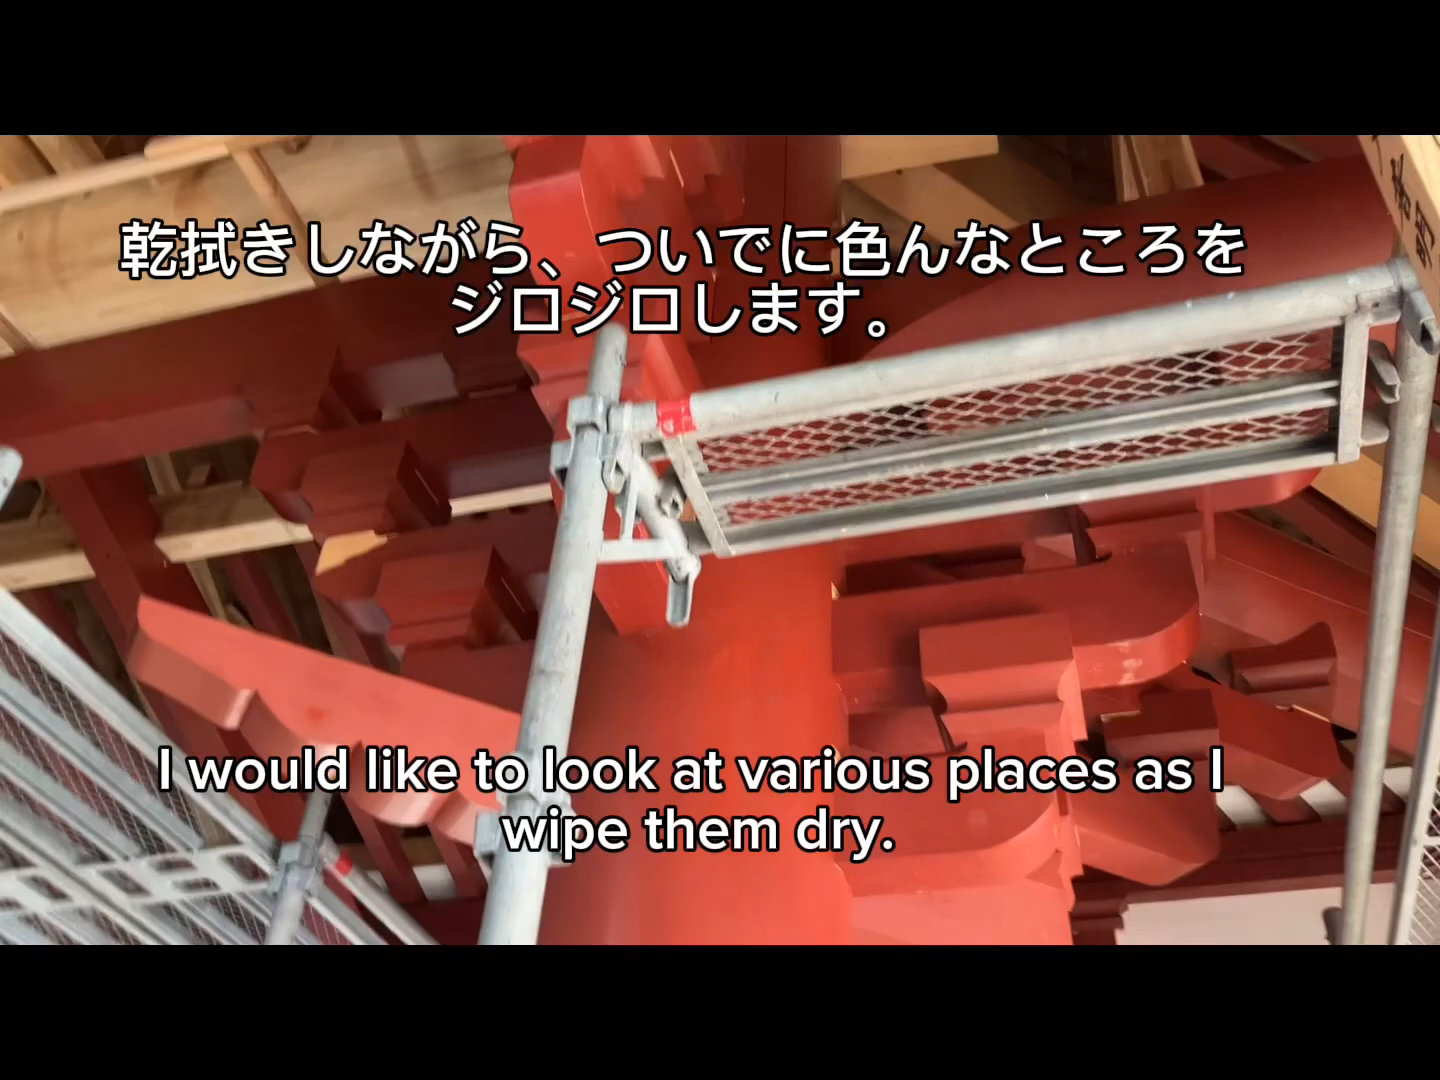 乾拭きしながら、ついでに色んなところを
ジロジロします。
I would like to look at various places as I
wipe them dry.